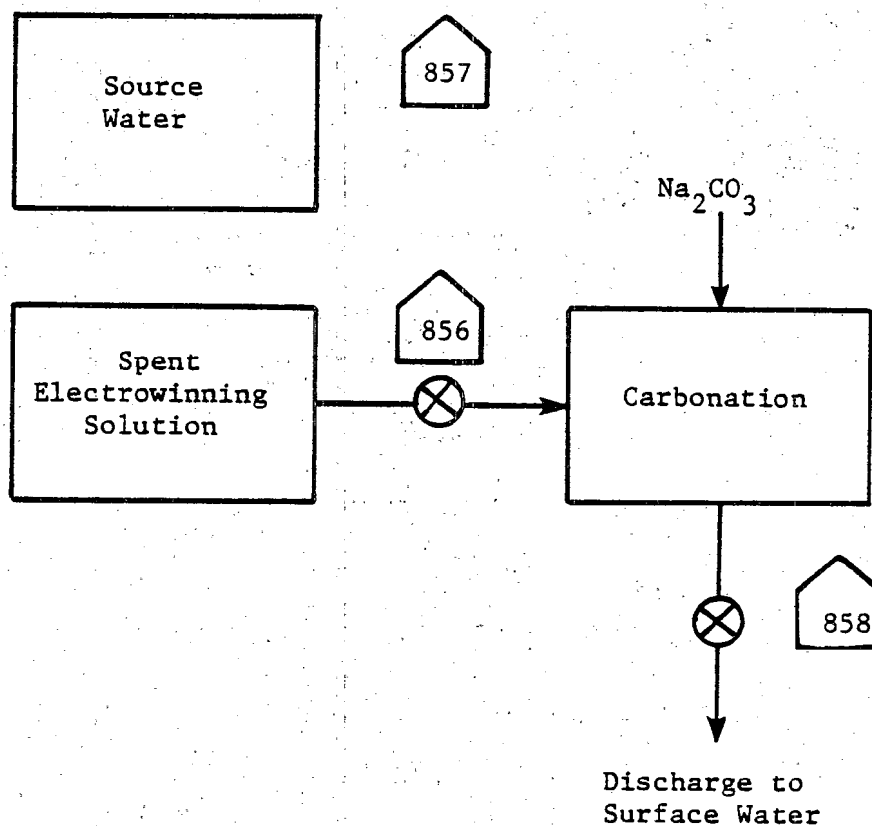 Source
Water
857
Na₂CO₃
856
Spent
Electrowinning
Solution
Carbonation
858
Discharge to
Surface Water